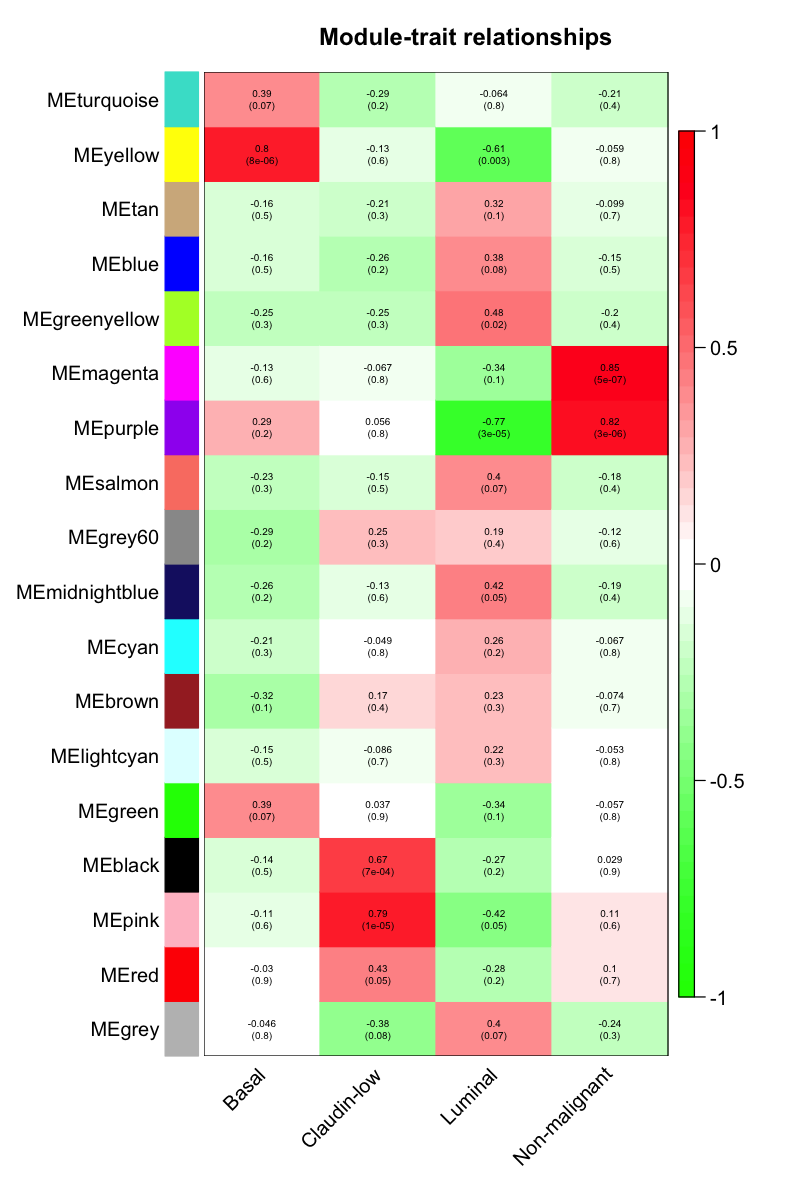 Module-trait relationships
MEturquoise 0.39 -0.29 -0.064 -0.21
(0.07) (0.2) (0.8) (0.4)
MEyellow 0.8 -0.13 -0.61 -0.059
(8e-06) (0.6) (0.003) (0.8)
1
MEtan -0.16 -0.21 0.32 -0.099
(0.5) (0.3) (0.1) (0.7)
MEblue -0.16 -0.26 0.38 -0.15
(0.5) (0.2) (0.08) (0.5)
MEgreenyellow -0.25 -0.25 0.48 -0.2
(0.3) (0.3) (0.02) (0.4)
0.5
MEmagenta -0.13 -0.067 -0.34 0.85
(0.6) (0.8) (0.1) (5e-07)
MEpurple 0.29 0.056 -0.77 0.82
(0.2) (0.8) (3e-05) (3e-06)
MEsalmon -0.23 -0.15 0.4 -0.18
(0.3) (0.5) (0.07) (0.4)
MEgrey60 -0.29 0.25 0.19 -0.12
(0.2) (0.3) (0.4) (0.6)
0
MEmidnightblue -0.26 -0.13 0.42 -0.19
(0.2) (0.6) (0.05) (0.4)
MEcyan -0.21 -0.049 0.26 -0.067
(0.3) (0.8) (0.2) (0.8)
MEbrown -0.32 0.17 0.23 -0.074
(0.1) (0.4) (0.3) (0.7)
MElightcyan -0.15 -0.086 0.22 -0.053
(0.5) (0.7) (0.3) (0.8)
-0.5
MEgreen 0.39 0.037 -0.34 -0.057
(0.07) (0.9) (0.1) (0.8)
MEblack -0.14 0.67 -0.27 0.029
(0.5) (7e-04) (0.2) (0.9)
MEpink -0.11 0.79 -0.42 0.11
(0.6) (1e-05) (0.05) (0.6)
MEred -0.03 0.43 -0.28 0.1
(0.9) (0.05) (0.2) (0.7)
-1
MEgrey -0.046 -0.38 0.4 -0.24
(0.8) (0.08) (0.07) (0.3)
Basal
Claudin-low
Luminal
Non-malignant